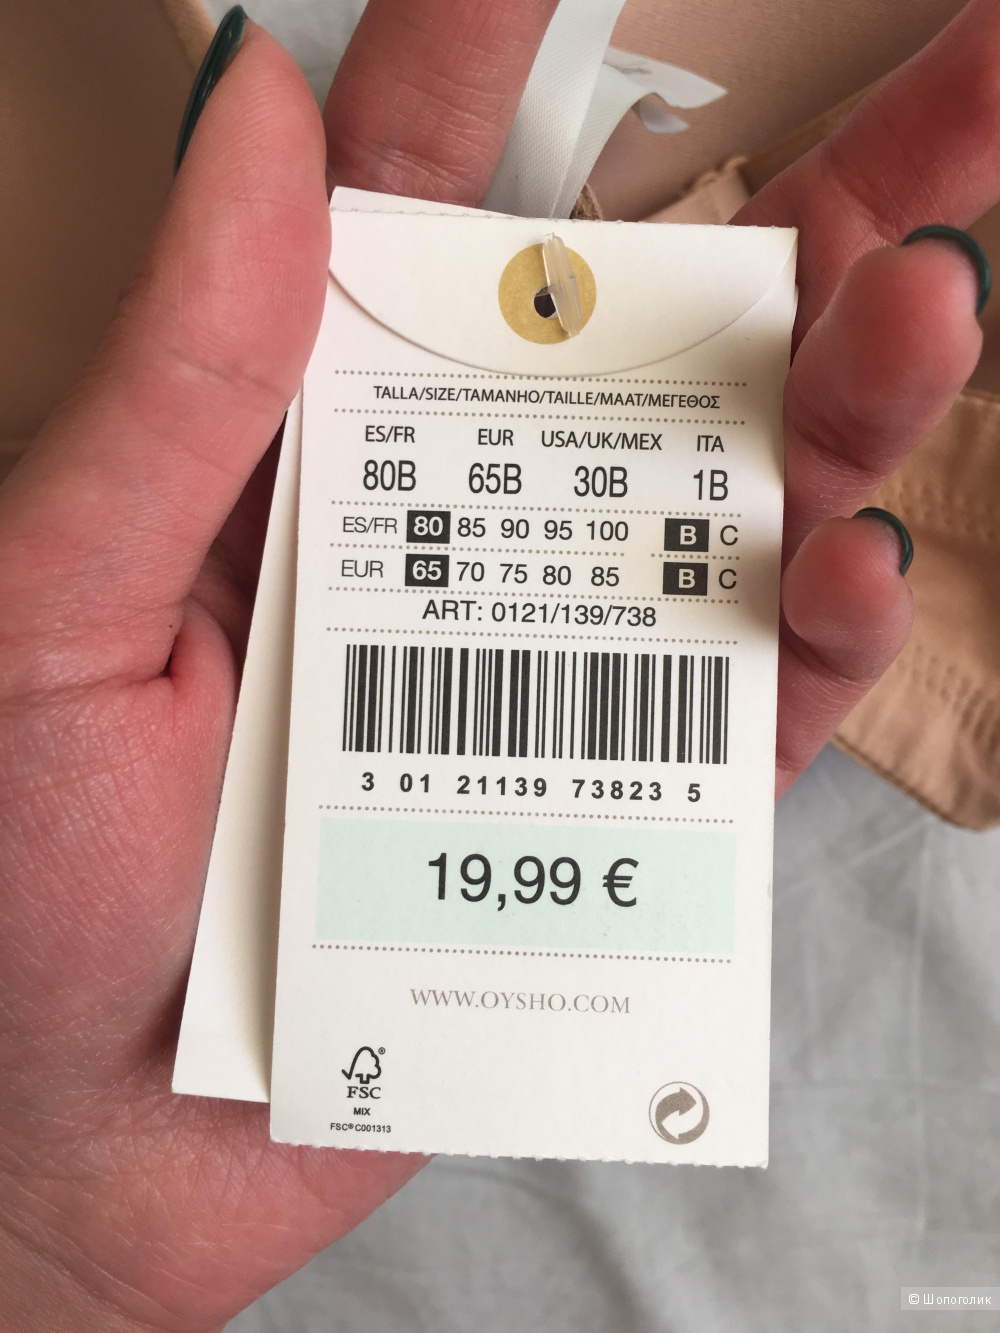 TALLA/SIZE/TAMANHO/TAILLE/MAAT/ΜΕΓΕΘΟΣ
ES/FR EUR USA/UK/MEX ITA
80B 65B 30B 1B
ES/FR 80 85 90 95 100 B C
EUR 65 70 75 80 85 B C
ART: 0121/139/738
3 01 21139 73823 5
19,99 €
WWW.OYSHO.COM
®
FSC
MIX
FSC® C001313
© Шопоголик